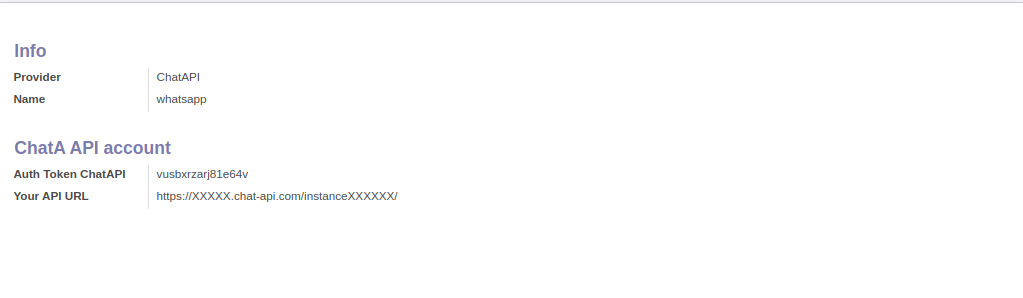 Info
Provider ChatAPI
Name whatsapp
ChatA API account
Auth Token ChatAPI vusbxrzarj81e64v
Your API URL https://XXXXX.chat-api.com/instanceXXXXXX/